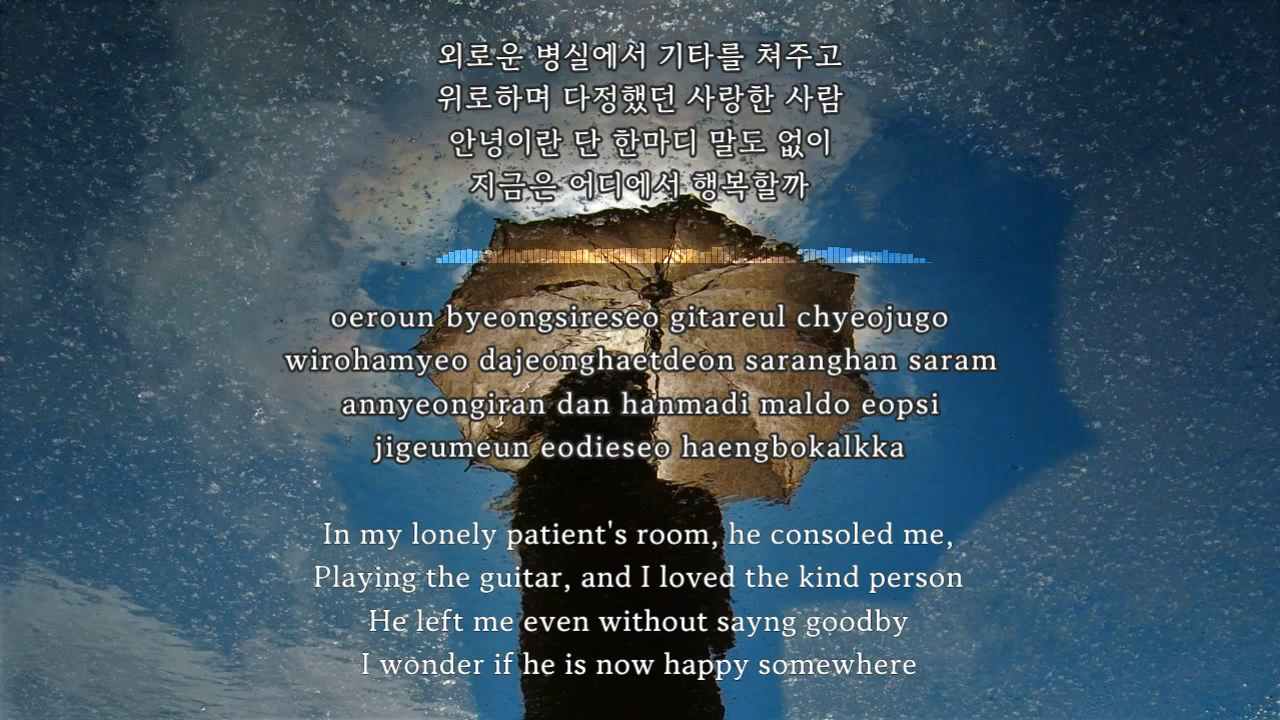 외로운 병실에서 기타를 쳐주고
위로하며 다정했던 사랑한 사람
안녕이란 단 한마디 말도 없이
지금은 어디에서 행복할까
oeroun byeongsireseo gitareul chyeojugo
wirohamyeo dajeonghaetdeon saranghan saram
annyeongiran dan hanmadi maldo eopsi
jigeumeun eodieseo haengbokalkka
In my lonely patient's room, he consoled me,
Playing the guitar, and I loved the kind person
He left me even without sayng goodby
I wonder if he is now happy somewhere